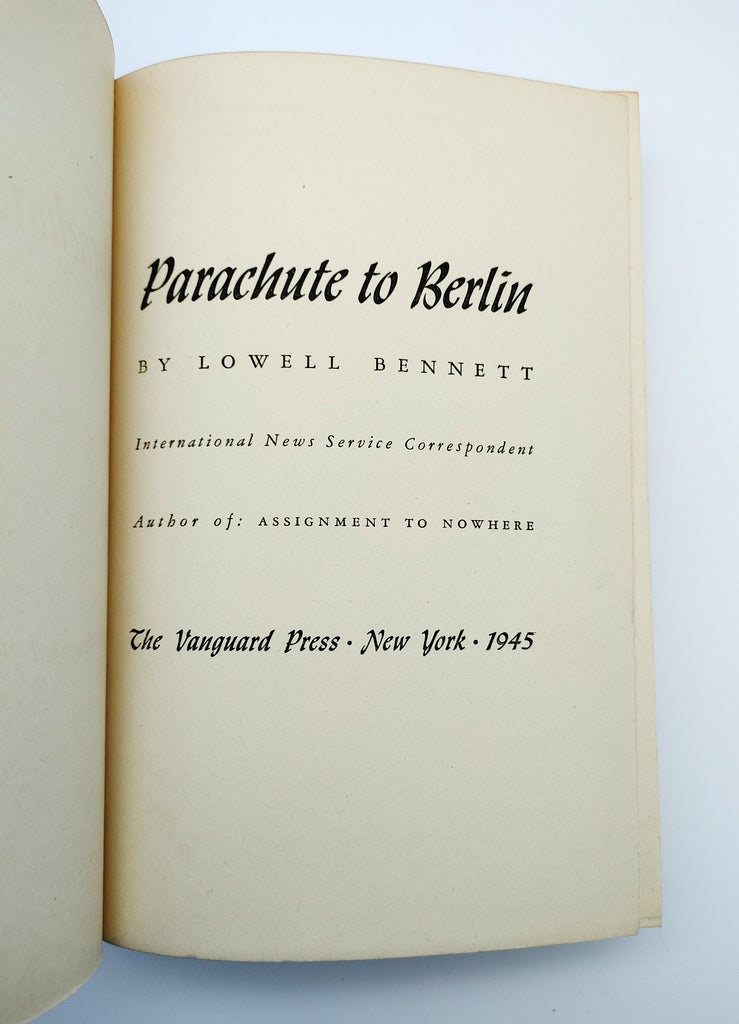 Parachute to Berlin
BY LOWELL BENNETT
International News Service Correspondent
Author of: ASSIGNMENT TO NOWHERE
The Vanguard Press · New York · 1945